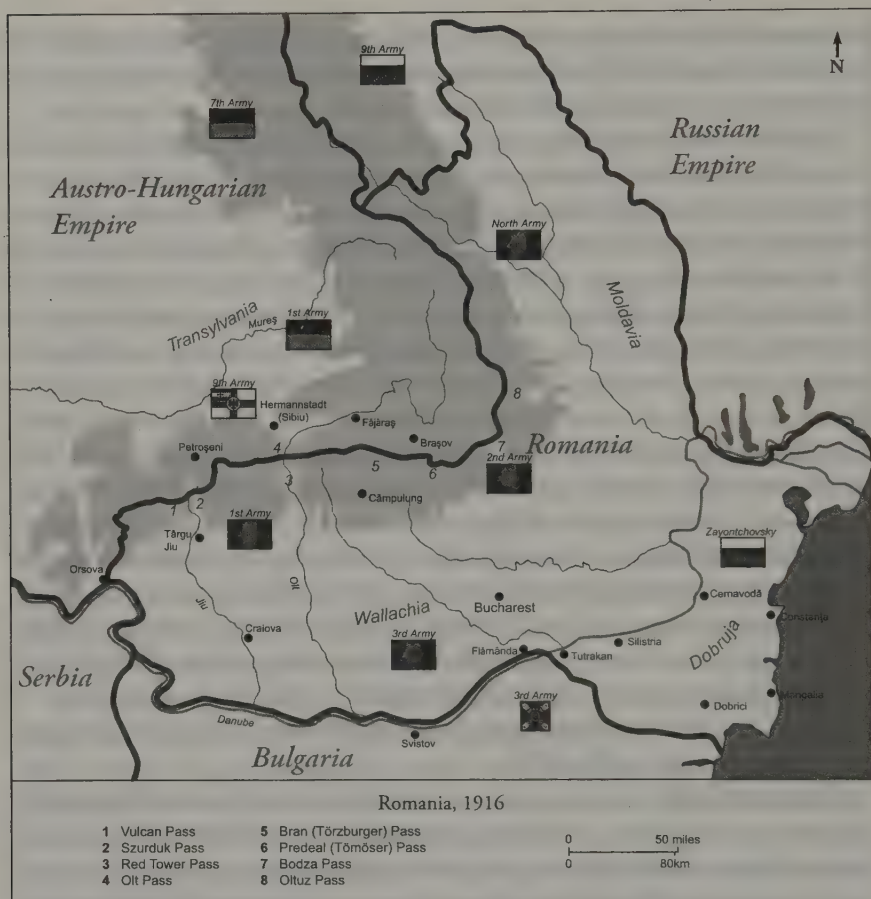 9th Army
N
7th Army
Russian
Empire
Austro-Hungarian
Empire
North Army
Moldavia
Transylvania
Mureş
1st Army
9th Army
Hermannstadt
(Sibiu)
Făjăraş
8
Braşov
Petroşeni
4
7
Romania
5
6
2nd Army
3
Câmpulung
1
2
1st Army
Târgu
Jiu
Zayontchovsky
Orsova
Olt
Jiu
Bucharest
Cernavodă
Wallachia
Constanţa
Craiova
Dobruja
3rd Army
Silistria
Flămânda
Tutrakan
Serbia
3rd Army
Mangalia
Dobrici
Danube
Svistov
Bulgaria
Romania, 1916
1 Vulcan Pass
2 Szurduk Pass
3 Red Tower Pass
4 Olt Pass
5 Bran (Törzburger) Pass
6 Predeal (Tömöser) Pass
7 Bodza Pass
8 Oltuz Pass
0 50 miles
0 80km